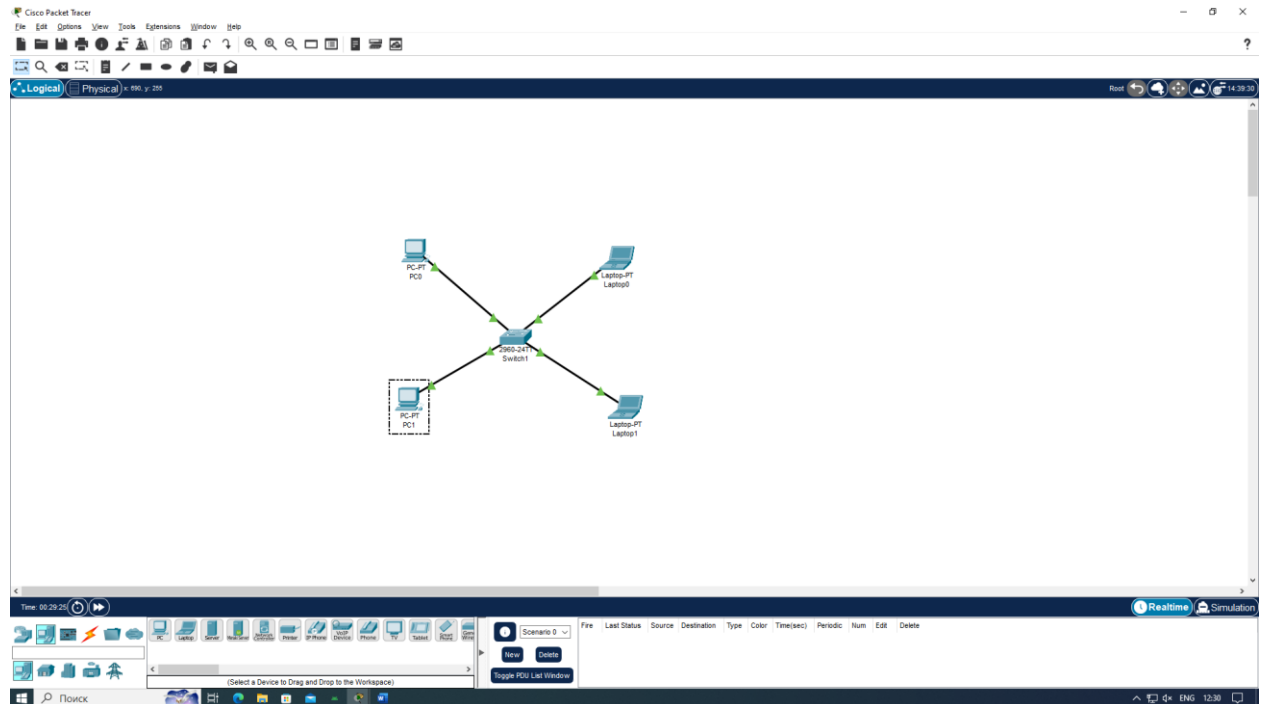 Cisco Packet Tracer
File Edit Options View Tools Extensions Window Help
?
Logical Physical x: 690, y: 255 Root 14:39:30
PC-PT
PC0
Laptop-PT
Laptop0
2960-24TT
Switch1
PC-PT
PC1
Laptop-PT
Laptop1
Time: 00:29:25 Realtime Simulation
PC Laptop Server Printer IP Phone VoIP Device Phone TV Tablet Smart Phone
Scenario 0
Fire Last Status Source Destination Type Color Time(sec) Periodic Num Edit Delete
New Delete
Toggle PDU List Window
(Select a Device to Drag and Drop to the Workspace)
Поиск ENG 12:30